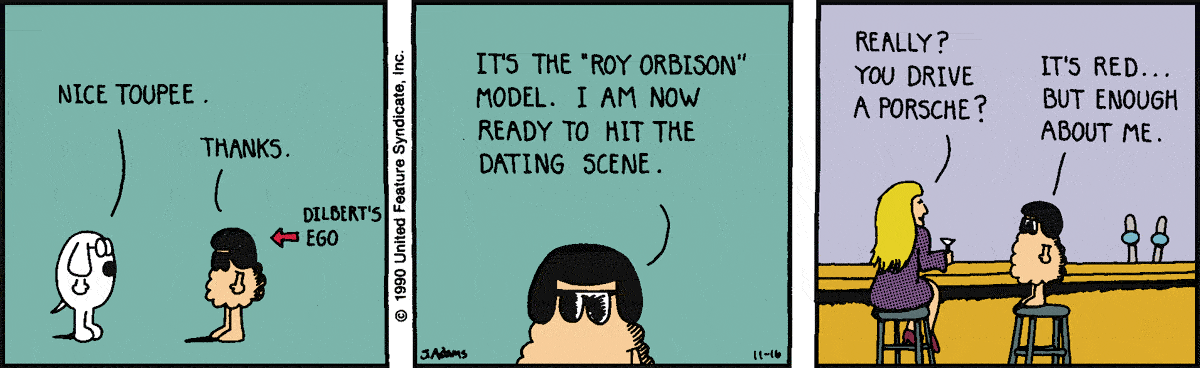 NICE TOUPEE.
THANKS.
DILBERT'S
EGO
© 1990 United Feature Syndicate, Inc.
IT'S THE "ROY ORBISON"
MODEL. I AM NOW
READY TO HIT THE
DATING SCENE.
S.Adams
11-16
REALLY?
YOU DRIVE
A PORSCHE?
IT'S RED...
BUT ENOUGH
ABOUT ME.